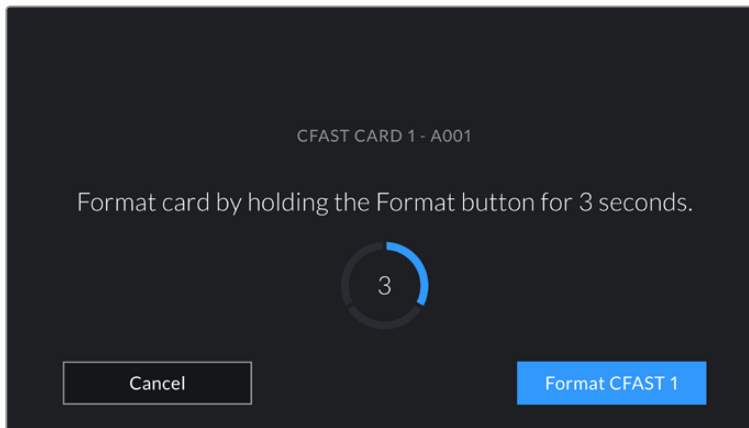 CFAST CARD 1 - A001
Format card by holding the Format button for 3 seconds.
3
Cancel
Format CFAST 1